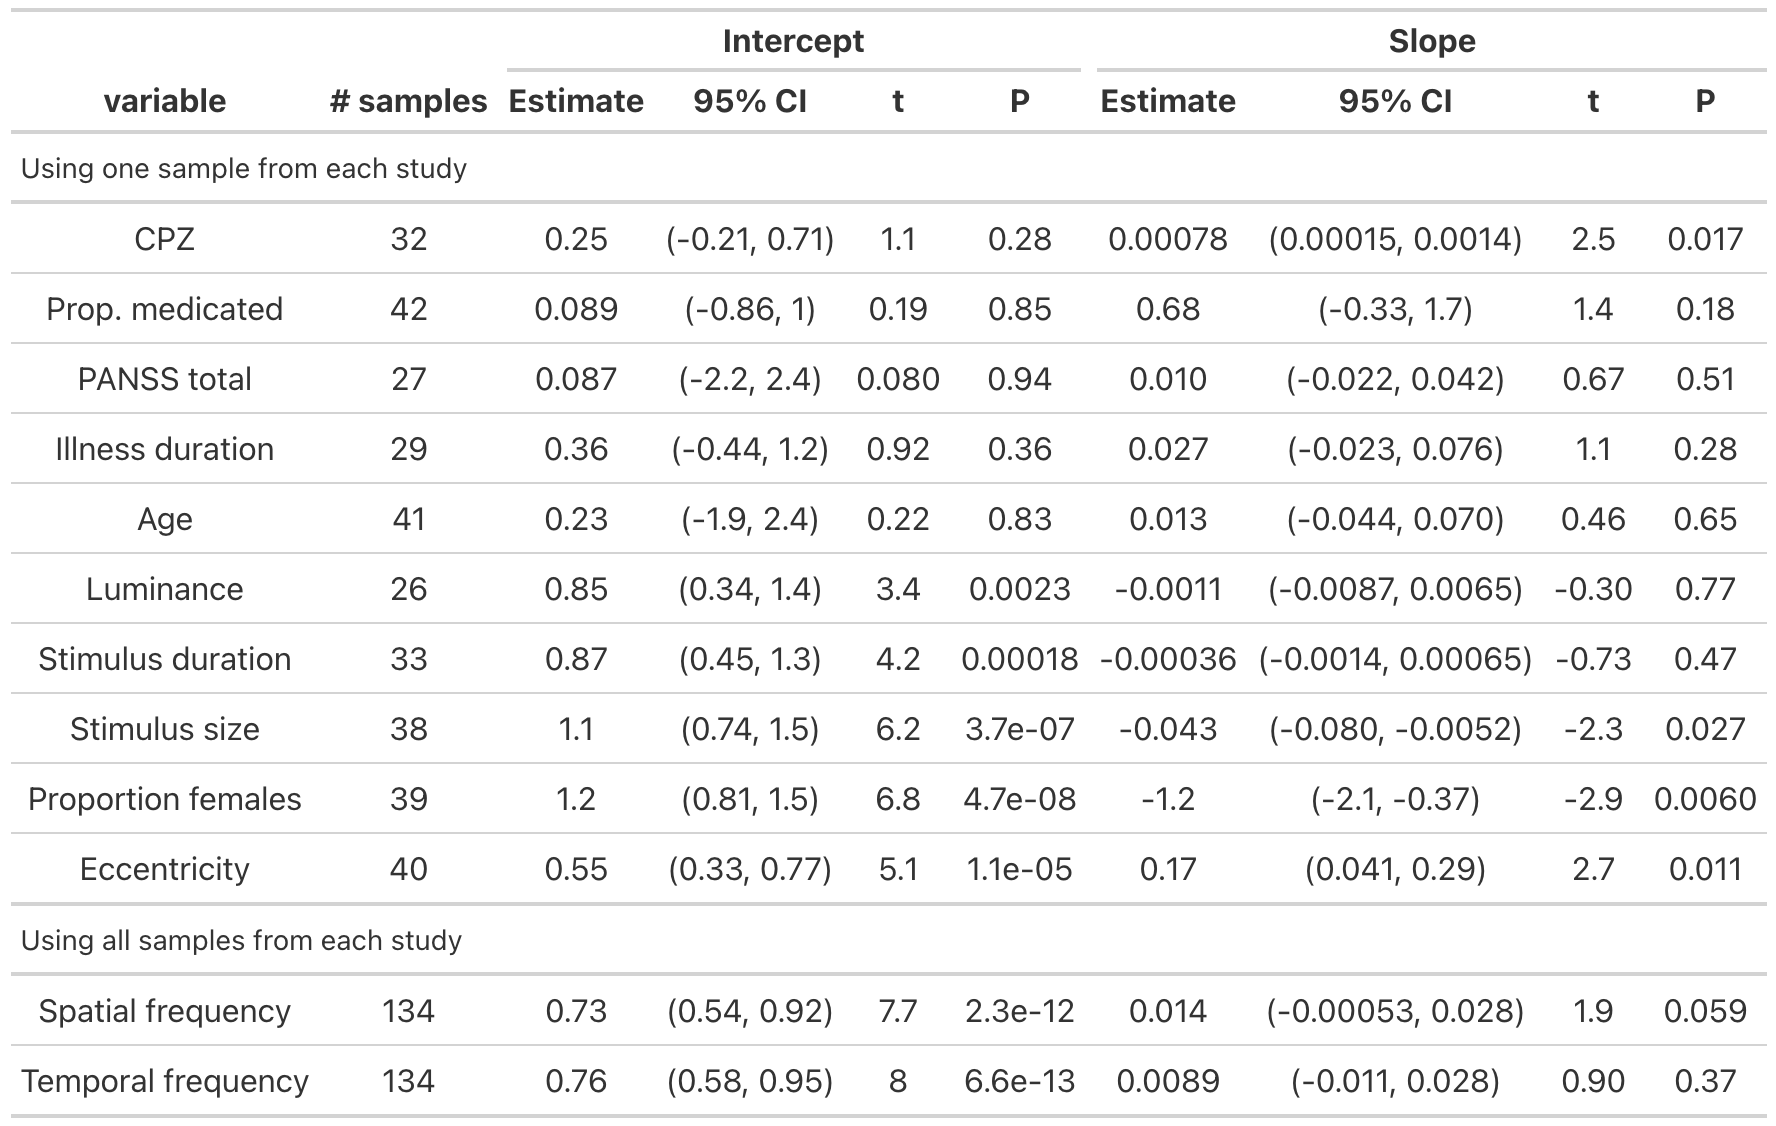 Intercept Slope
variable # samples Estimate 95% CI t P Estimate 95% CI t P
Using one sample from each study
CPZ 32 0.25 (-0.21, 0.71) 1.1 0.28 0.00078 (0.00015, 0.0014) 2.5 0.017
Prop. medicated 42 0.089 (-0.86, 1) 0.19 0.85 0.68 (-0.33, 1.7) 1.4 0.18
PANSS total 27 0.087 (-2.2, 2.4) 0.080 0.94 0.010 (-0.022, 0.042) 0.67 0.51
Illness duration 29 0.36 (-0.44, 1.2) 0.92 0.36 0.027 (-0.023, 0.076) 1.1 0.28
Age 41 0.23 (-1.9, 2.4) 0.22 0.83 0.013 (-0.044, 0.070) 0.46 0.65
Luminance 26 0.85 (0.34, 1.4) 3.4 0.0023 -0.0011 (-0.0087, 0.0065) -0.30 0.77
Stimulus duration 33 0.87 (0.45, 1.3) 4.2 0.00018 -0.00036 (-0.0014, 0.00065) -0.73 0.47
Stimulus size 38 1.1 (0.74, 1.5) 6.2 3.7e-07 -0.043 (-0.080, -0.0052) -2.3 0.027
Proportion females 39 1.2 (0.81, 1.5) 6.8 4.7e-08 -1.2 (-2.1, -0.37) -2.9 0.0060
Eccentricity 40 0.55 (0.33, 0.77) 5.1 1.1e-05 0.17 (0.041, 0.29) 2.7 0.011
Using all samples from each study
Spatial frequency 134 0.73 (0.54, 0.92) 7.7 2.3e-12 0.014 (-0.00053, 0.028) 1.9 0.059
Temporal frequency 134 0.76 (0.58, 0.95) 8 6.6e-13 0.0089 (-0.011, 0.028) 0.90 0.37